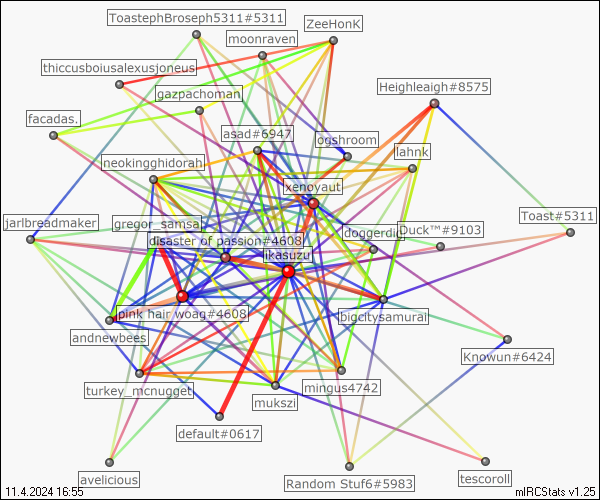 ToastephBroseph5311#5311
ZeeHonK
moonraven
thiccusboiusalexusjoneus
Heighleaigh#8575
gazpachoman
facadas.
asad#6947
ogshroom
lahnk
neokingghidorah
xenoyaut
jarlbreadmaker
gregor_samsa
Toast#5311
disaster of passion#4608
doggerdie
Duck™#9103
likasuzu
pink hair woag#4608
bigcitysamurai
andnewbees
Knowun#6424
turkey_mcnugget
mingus4742
mukszi
default#0617
avelicious
Random Stuf6#5983
tescoroll
11.4.2024 16:55
mIRCStats v1.25